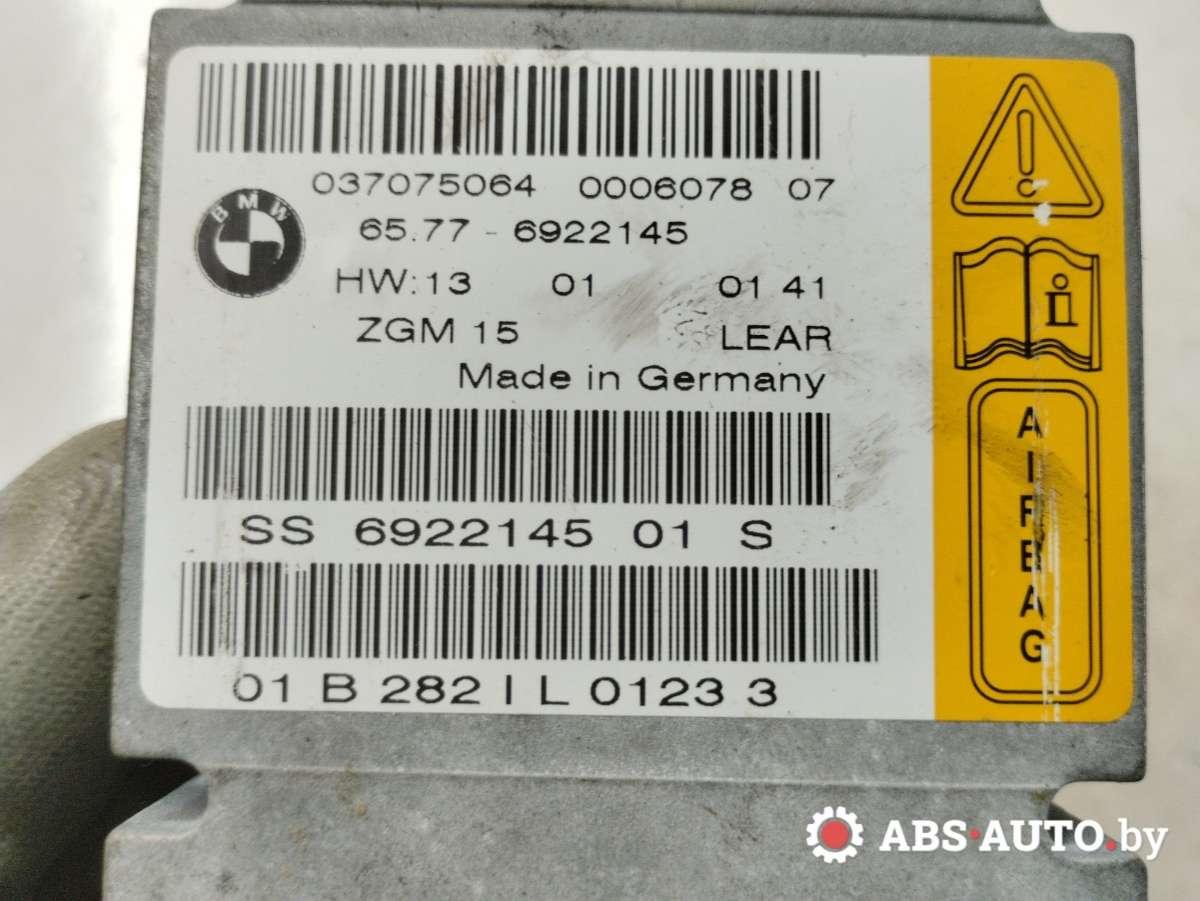 037075064 0006078 07
BMW
65.77 - 6922145
HW:13 01 01 41
ZGM 15 LEAR
Made in Germany
SS 6922145 01 S
01 B 282 I L 0123 3
i
AIRBAG
ABS·AUTO.by